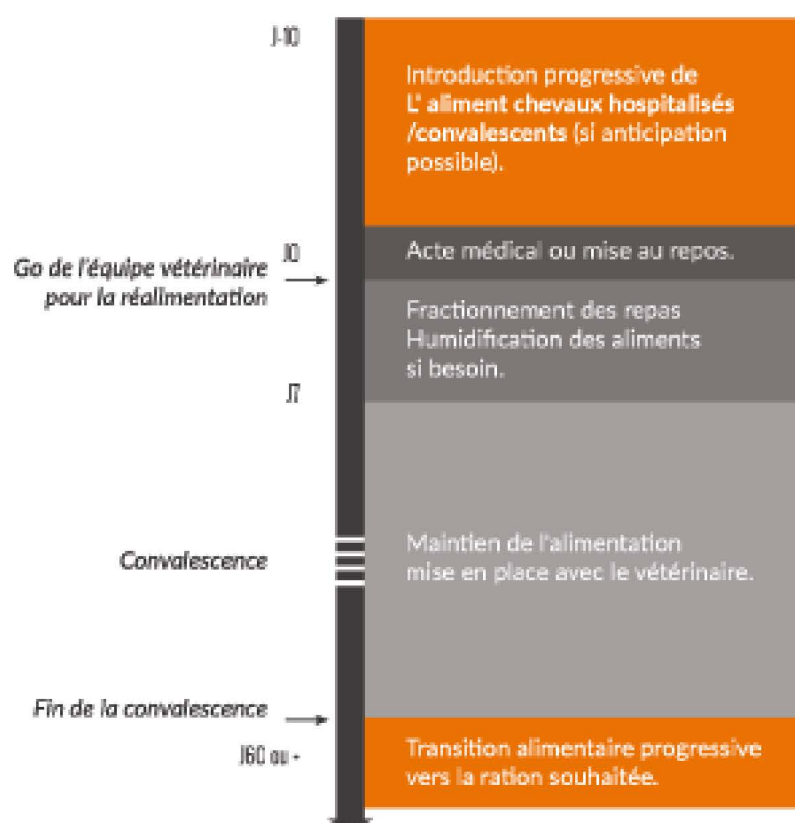 J-10
Introduction progressive de
L' aliment chevaux hospitalisés
/convalescents (si anticipation
possible).
J0
Acte médical ou mise au repos.
Go de l'équipe vétérinaire
pour la réalimentation
Fractionnement des repas
Humidification des aliments
si besoin.
J7
Convalescence
Maintien de l'alimentation
mise en place avec le vétérinaire.
Fin de la convalescence
J60 ou +
Transition alimentaire progressive
vers la ration souhaitée.